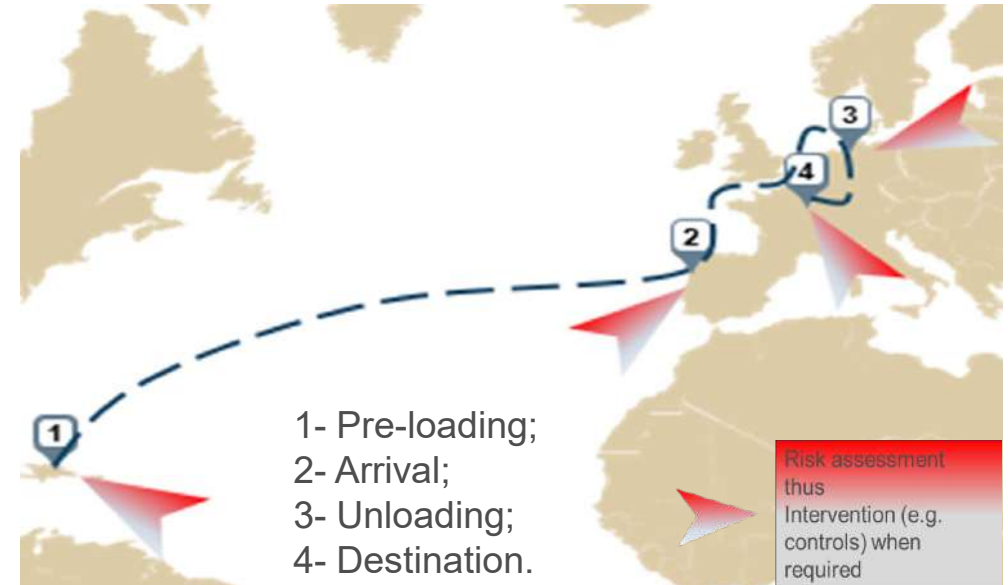 3
4
2
1
1- Pre-loading;
2- Arrival;
3- Unloading;
4- Destination.
Risk assessment
thus
Intervention (e.g.
controls) when
required